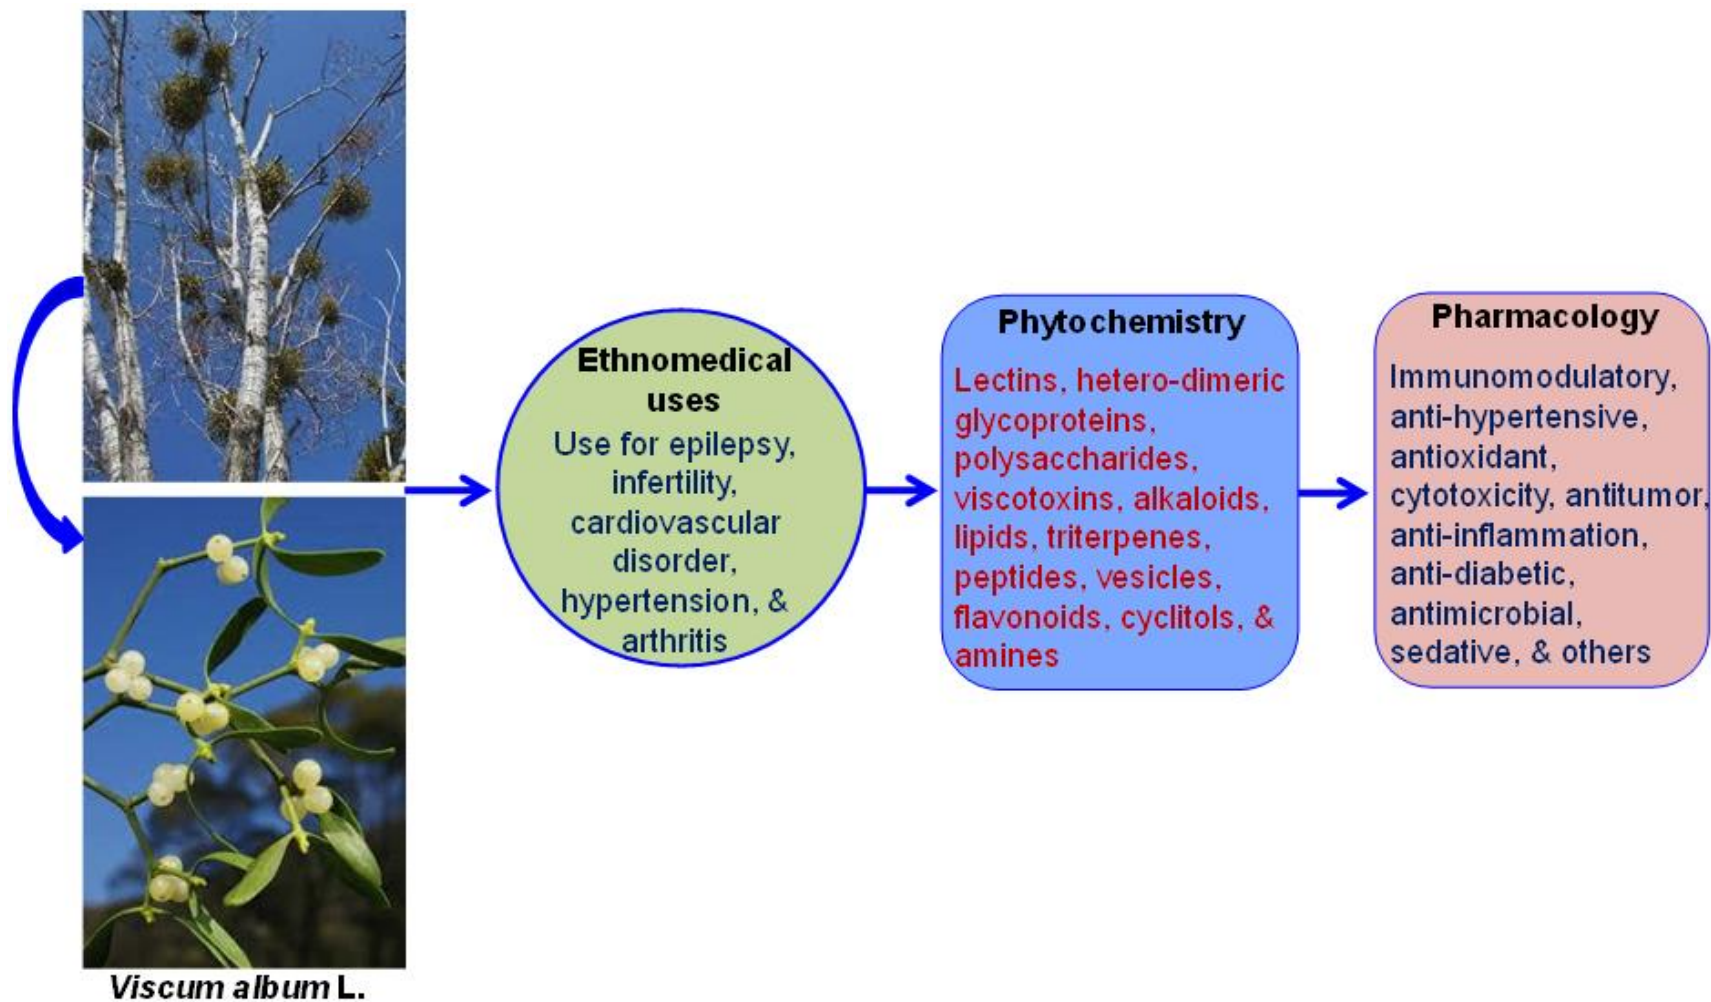 Ethnomedical
uses
Use for epilepsy,
infertility,
cardiovascular
disorder,
hypertension, &
arthritis
Phytochemistry
Lectins, hetero-dimeric
glycoproteins,
polysaccharides,
viscotoxins, alkaloids,
lipids, triterpenes,
peptides, vesicles,
flavonoids, cyclitols, &
amines
Pharmacology
Immunomodulatory,
anti-hypertensive,
antioxidant,
cytotoxicity, antitumor,
anti-inflammation,
anti-diabetic,
antimicrobial,
sedative, & others
Viscum album L.